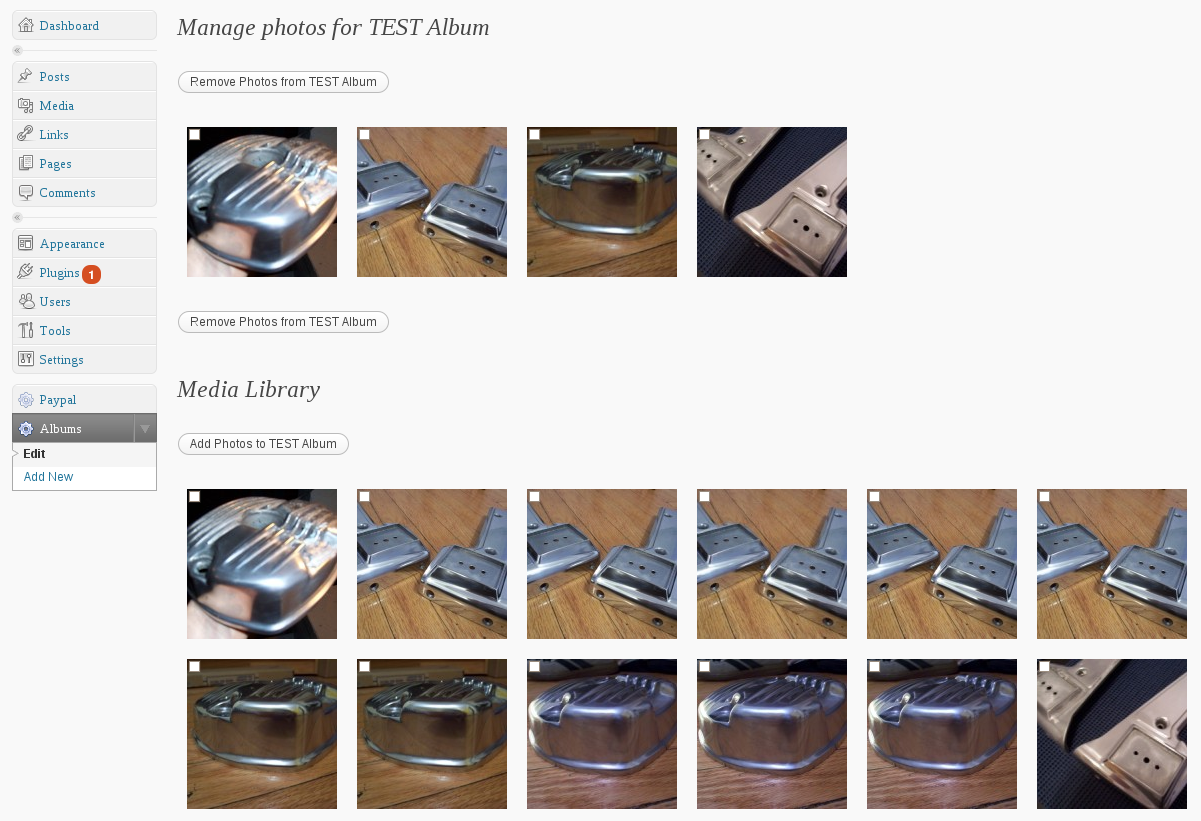 Dashboard
Posts
Media
Links
Pages
Comments
Appearance
Plugins 1
Users
Tools
Settings
Paypal
Albums
Edit
Add New
Manage photos for TEST Album
Remove Photos from TEST Album
Remove Photos from TEST Album
Media Library
Add Photos to TEST Album